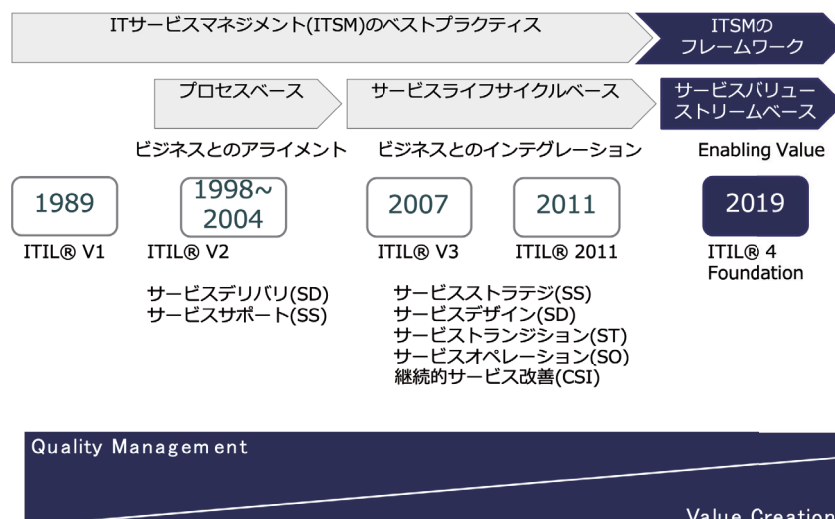 ITサービスマネジメント(ITSM)のベストプラクティス
ITSMの
フレームワーク
プロセスベース
サービスライフサイクルベース
サービスバリュー
ストリームベース
ビジネスとのアライメント
ビジネスとのインテグレーション
Enabling Value
1989
1998~
2004
2007
2011
2019
ITIL® V1
ITIL® V2
ITIL® V3
ITIL® 2011
ITIL® 4
Foundation
サービスデリバリ(SD)
サービスサポート(SS)
サービスストラテジ(SS)
サービスデザイン(SD)
サービストランジション(ST)
サービスオペレーション(SO)
継続的サービス改善(CSI)
Quality Management
Value Creation